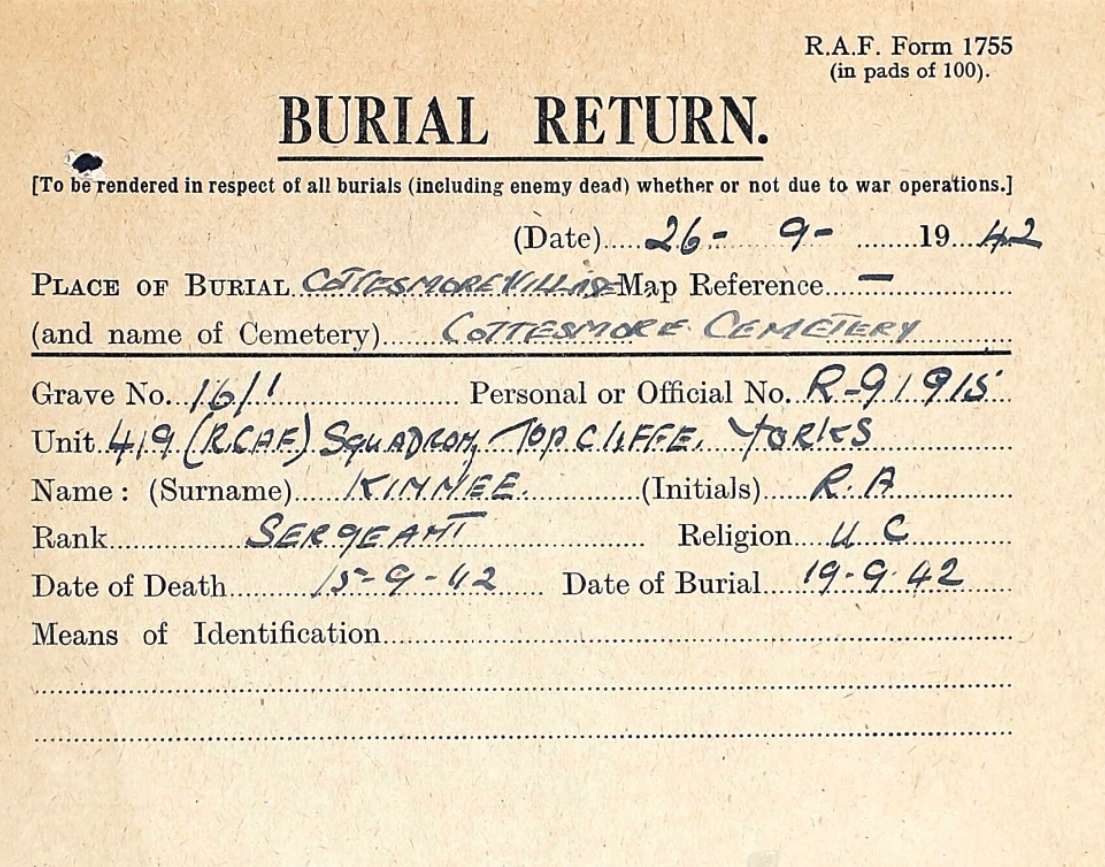 R.A.F. Form 1755
(in pads of 100).
BURIAL RETURN.
[To be rendered in respect of all burials (including enemy dead) whether or not due to war operations.]
(Date) 26- 9- 1942
PLACE OF BURIAL COTTESMORE VILLAGE Map Reference —
(and name of Cemetery) COTTESMORE CEMETERY
Grave No. 16/1 Personal or Official No. R-91915
Unit 419 (RCAF) SQUADRON, TOPCLIFFE, YORKS
Name: (Surname) KIMNEE. (Initials) R.A
Rank SERGEANT Religion U C
Date of Death 15-9-42 Date of Burial 19-9-42
Means of Identification